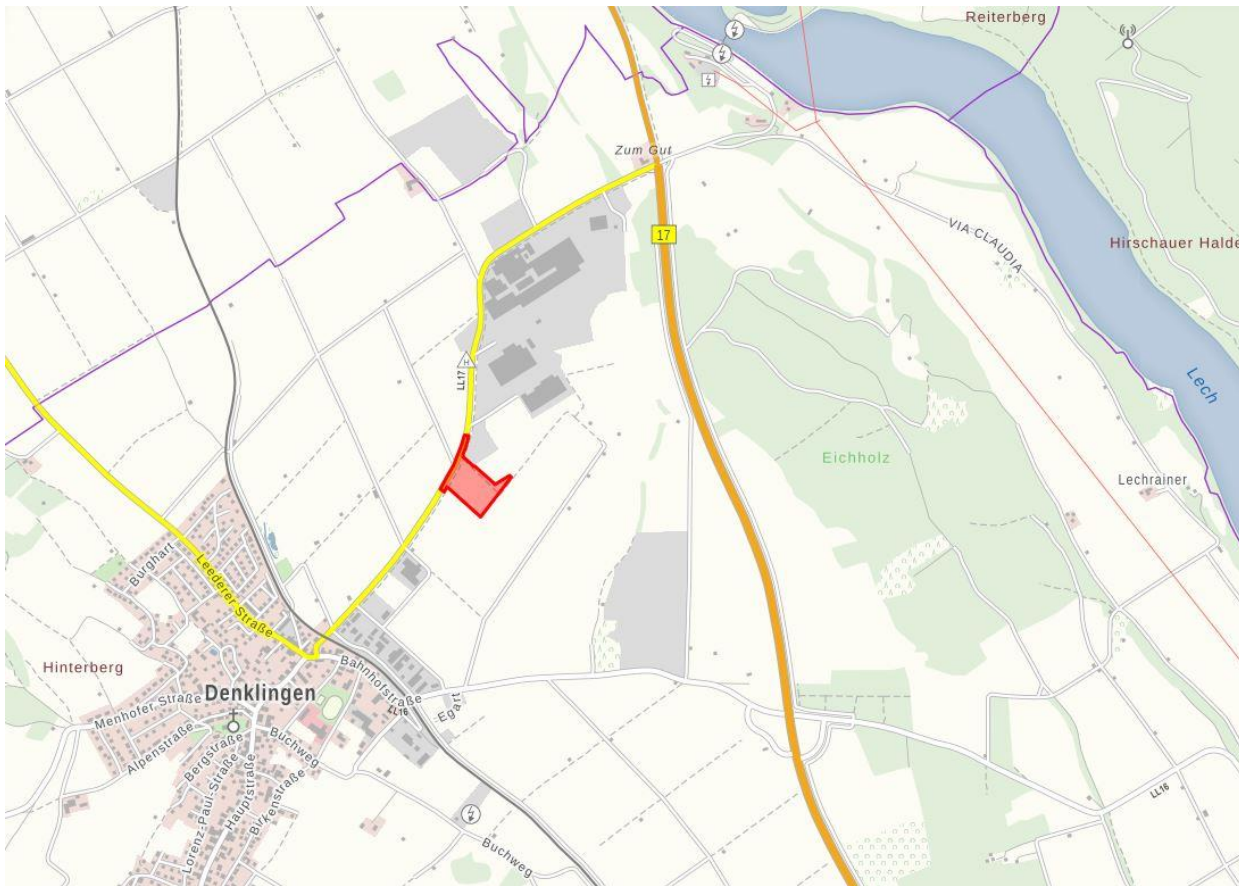 Reiterberg
Zum Gut
17
VIA CLAUDIA
Hirschauer Halde
H
LL17
Lech
Eichholz
Lechrainer
Burghart
Leederer Straße
Hinterberg
Denklingen
Bahnhofstraße
Menhofer Straße
LL16
Egart
Alpenstraße
Bergstraße
Buchweg
Lorenz-Paul-Straße
Hauptstraße
Birkenstraße
LL16
Buchweg